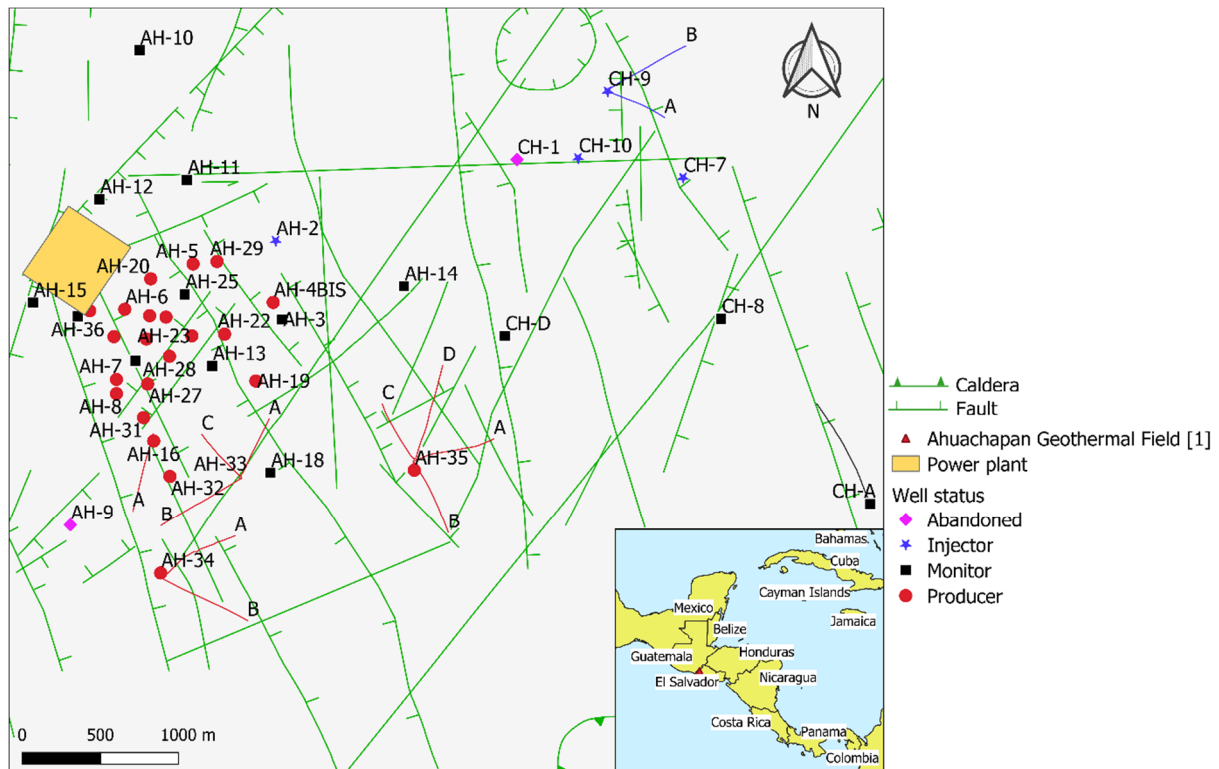 AH-10
B
CH-9
A
N
CH-1
CH-10
CH-7
AH-11
AH-12
AH-2
AH-5
AH-29
AH-20
AH-25
AH-14
AH-15
AH-6
AH-4BIS
AH-3
CH-8
AH-36
AH-23
AH-22
CH-D
AH-13
AH-7
AH-28
D
AH-19
AH-27
C
AH-8
A
AH-31
C
A
AH-16
AH-33
AH-18
AH-35
AH-32
CH-A
A
B
AH-9
A
B
AH-34
B
0 500 1000 m
Caldera
Fault
Ahuachapan Geothermal Field [1]
Power plant
Well status
Abandoned
Injector
Monitor
Producer
Bahamas.
Cuba
Cayman Islands
Mexico
Jamaica
Belize
Guatemala
Honduras
El Salvador
Nicaragua
Costa Rica
Panama
Colombia